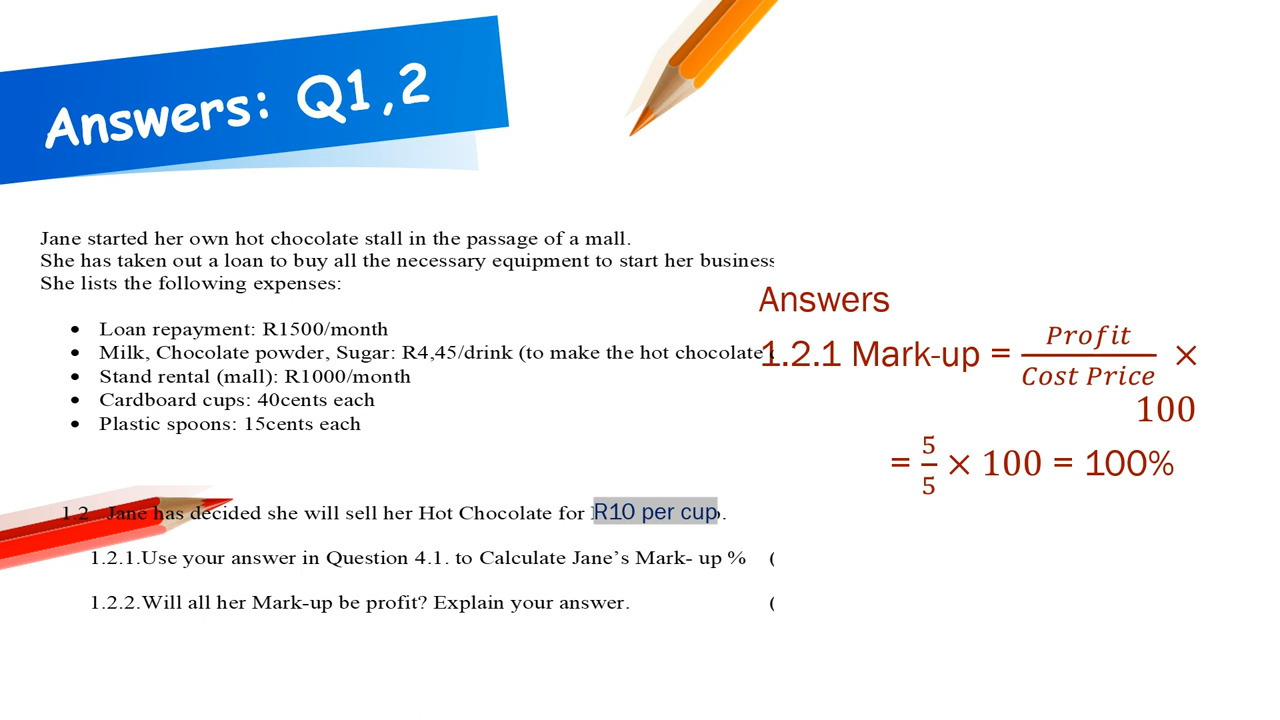 Answers: Q1,2
Jane started her own hot chocolate stall in the passage of a mall.
She has taken out a loan to buy all the necessary equipment to start her business
She lists the following expenses:
• Loan repayment: R1500/month
• Milk, Chocolate powder, Sugar: R4,45/drink (to make the hot chocolate
• Stand rental (mall): R1000/month
• Cardboard cups: 40cents each
• Plastic spoons: 15cents each
1.2 Jane has decided she will sell her Hot Chocolate for R10 per cup.
1.2.1.Use your answer in Question 4.1. to Calculate Jane's Mark- up % (
1.2.2.Will all her Mark-up be profit? Explain your answer. (
Answers
1.2.1 Mark-up = Profit / Cost Price ×
100
= 5/5 × 100 = 100%